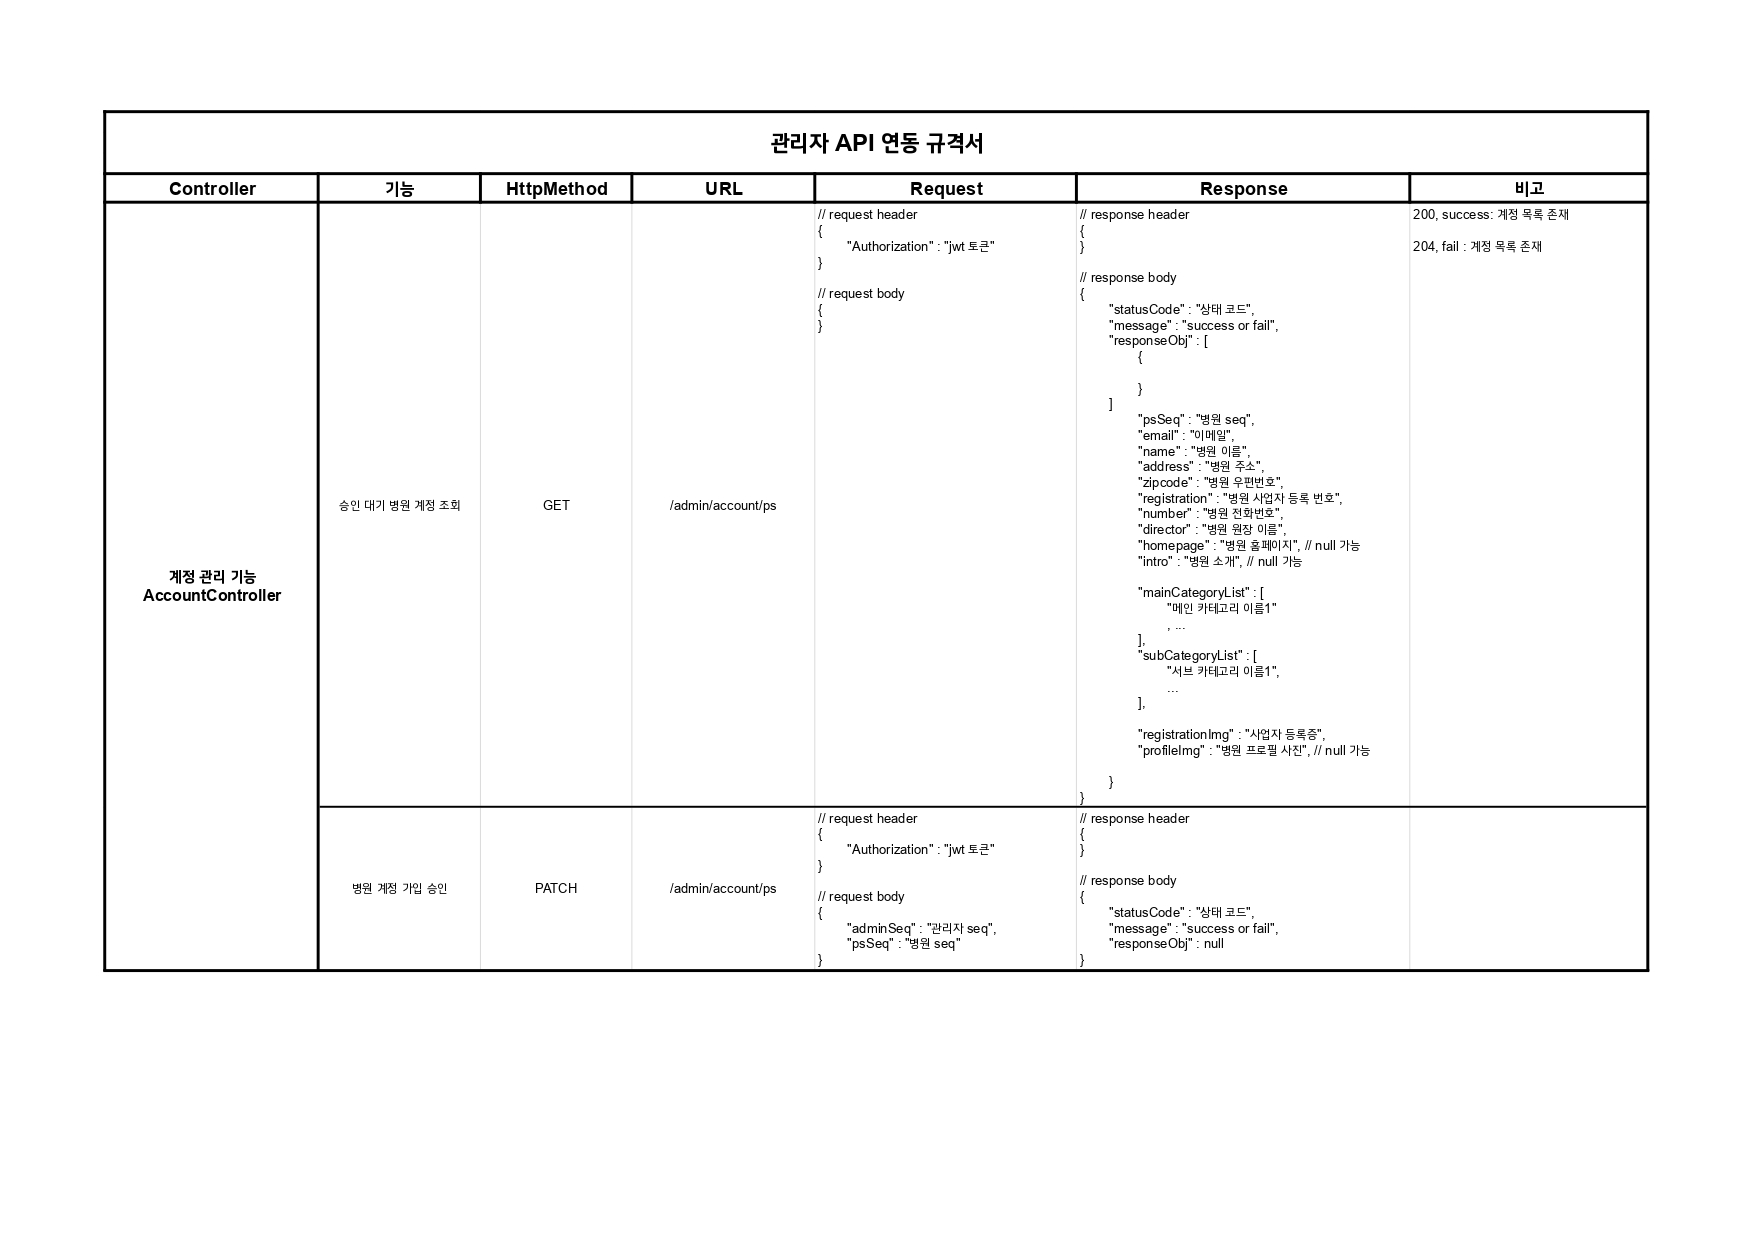 관리자 API 연동 규격서
Controller 기능 HttpMethod URL Request Response 비고
계정 관리 기능
AccountController
승인 대기 병원 계정 조회
GET
/admin/account/ps
// request header
{
"Authorization" : "jwt 토큰"
}

// request body
{
}
// response header
{
}

// response body
{
"statusCode" : "상태 코드",
"message" : "success or fail",
"responseObj" : [
{

}
]
"psSeq" : "병원 seq",
"email" : "이메일",
"name" : "병원 이름",
"address" : "병원 주소",
"zipcode" : "병원 우편번호",
"registration" : "병원 사업자 등록 번호",
"number" : "병원 전화번호",
"director" : "병원 원장 이름",
"homepage" : "병원 홈페이지", // null 가능
"intro" : "병원 소개", // null 가능

"mainCategoryList" : [
"메인 카테고리 이름1"
, ...
],
"subCategoryList" : [
"서브 카테고리 이름1",
...
],

"registrationImg" : "사업자 등록증",
"profileImg" : "병원 프로필 사진", // null 가능

}
}
200, success: 계정 목록 존재

204, fail : 계정 목록 존재
병원 계정 가입 승인
PATCH
/admin/account/ps
// request header
{
"Authorization" : "jwt 토큰"
}

// request body
{
"adminSeq" : "관리자 seq",
"psSeq" : "병원 seq"
}
// response header
{
}

// response body
{
"statusCode" : "상태 코드",
"message" : "success or fail",
"responseObj" : null
}